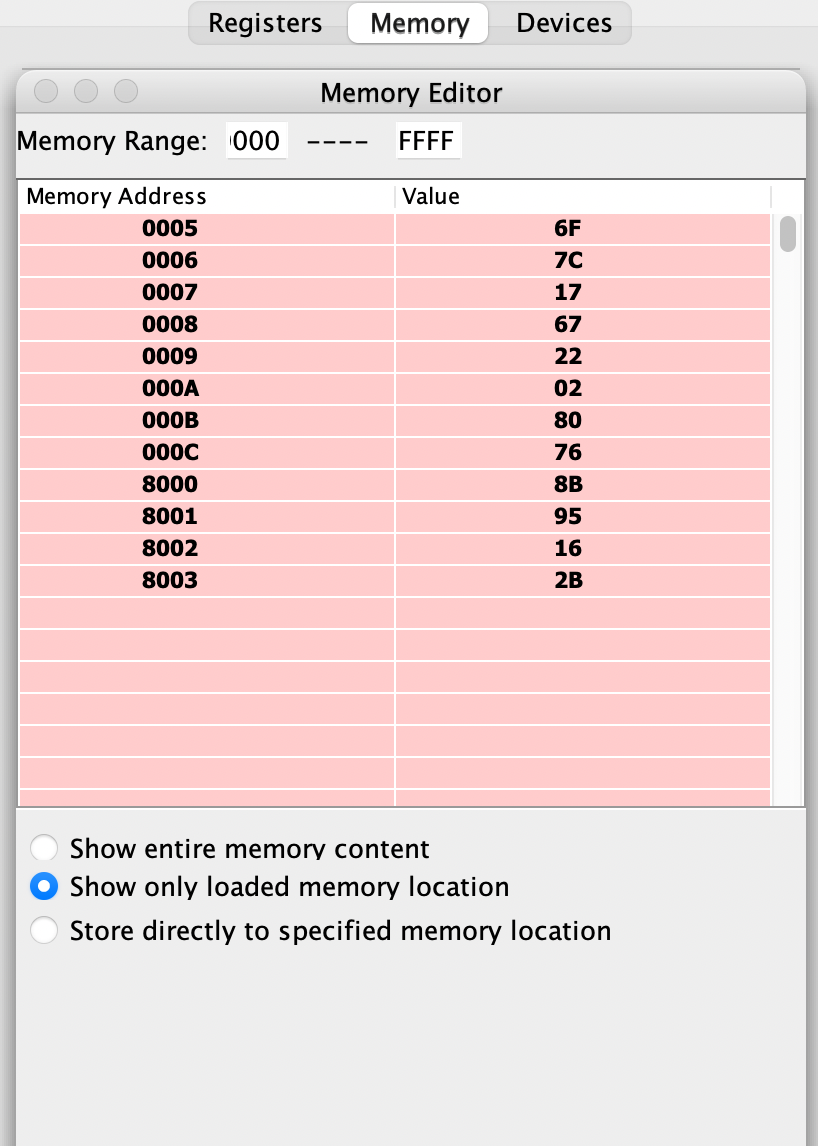 Registers Memory Devices
Memory Editor
Memory Range: 000 ---- FFFF
Memory Address Value
0005 6F
0006 7C
0007 17
0008 67
0009 22
000A 02
000B 80
000C 76
8000 8B
8001 95
8002 16
8003 2B
Show entire memory content
Show only loaded memory location
Store directly to specified memory location